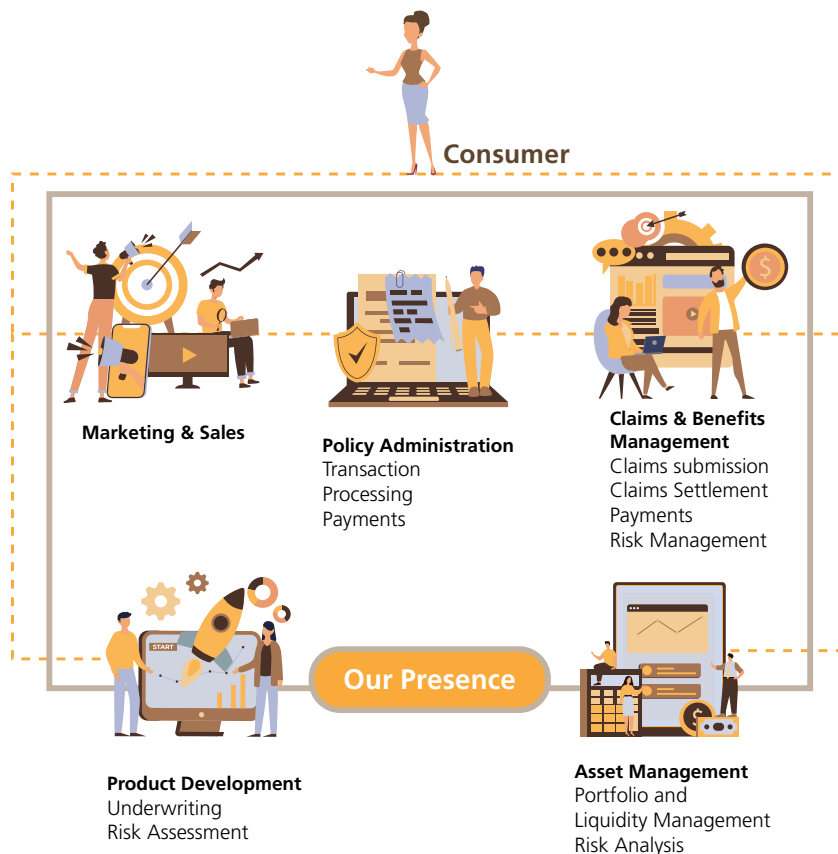 Consumer
Marketing & Sales
Policy Administration
Transaction
Processing
Payments
Claims & Benefits
Management
Claims submission
Claims Settlement
Payments
Risk Management
START
Our Presence
Product Development
Underwriting
Risk Assessment
Asset Management
Portfolio and
Liquidity Management
Risk Analysis